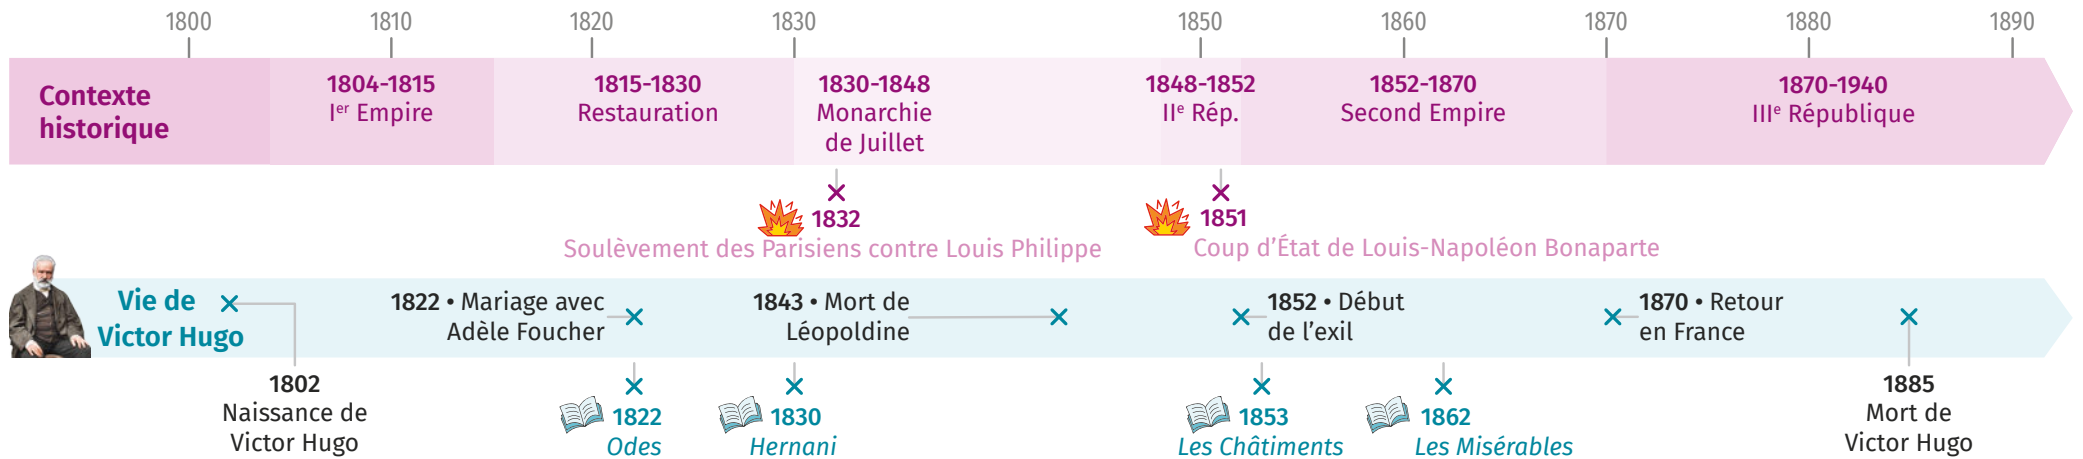 1800 1810 1820 1830 1850 1860 1870 1880 1890
Contexte
historique
1804-1815
Ier Empire
1815-1830
Restauration
1830-1848
Monarchie
de Juillet
1848-1852
IIe Rép.
1852-1870
Second Empire
1870-1940
IIIe République
1832
Soulèvement des Parisiens contre Louis Philippe
1851
Coup d’État de Louis-Napoléon Bonaparte
Vie de
Victor Hugo
1822 • Mariage avec
Adèle Foucher
1843 • Mort de
Léopoldine
1852 • Début
de l’exil
1870 • Retour
en France
1802
Naissance de
Victor Hugo
1822
Odes
1830
Hernani
1853
Les Châtiments
1862
Les Misérables
1885
Mort de
Victor Hugo